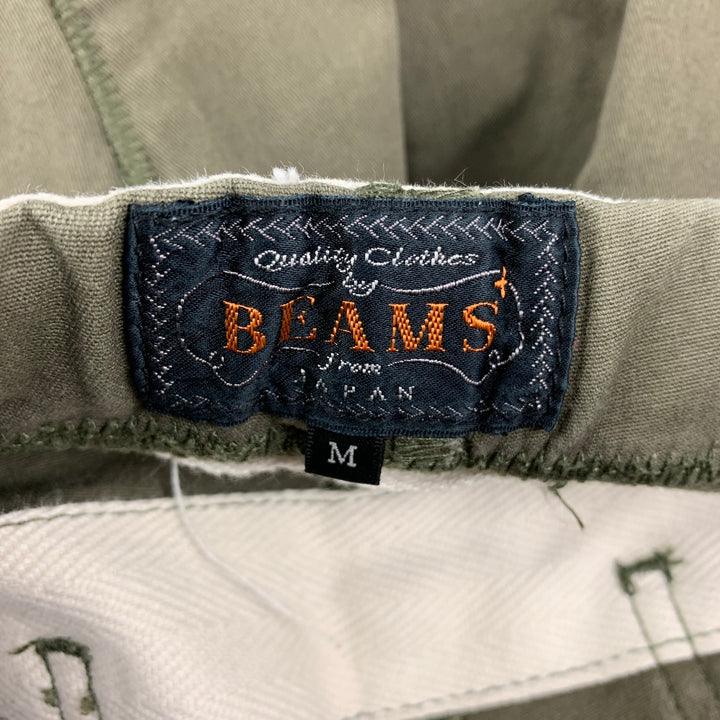 Quality Clothes
by
BEAMS+
from
JAPAN
M